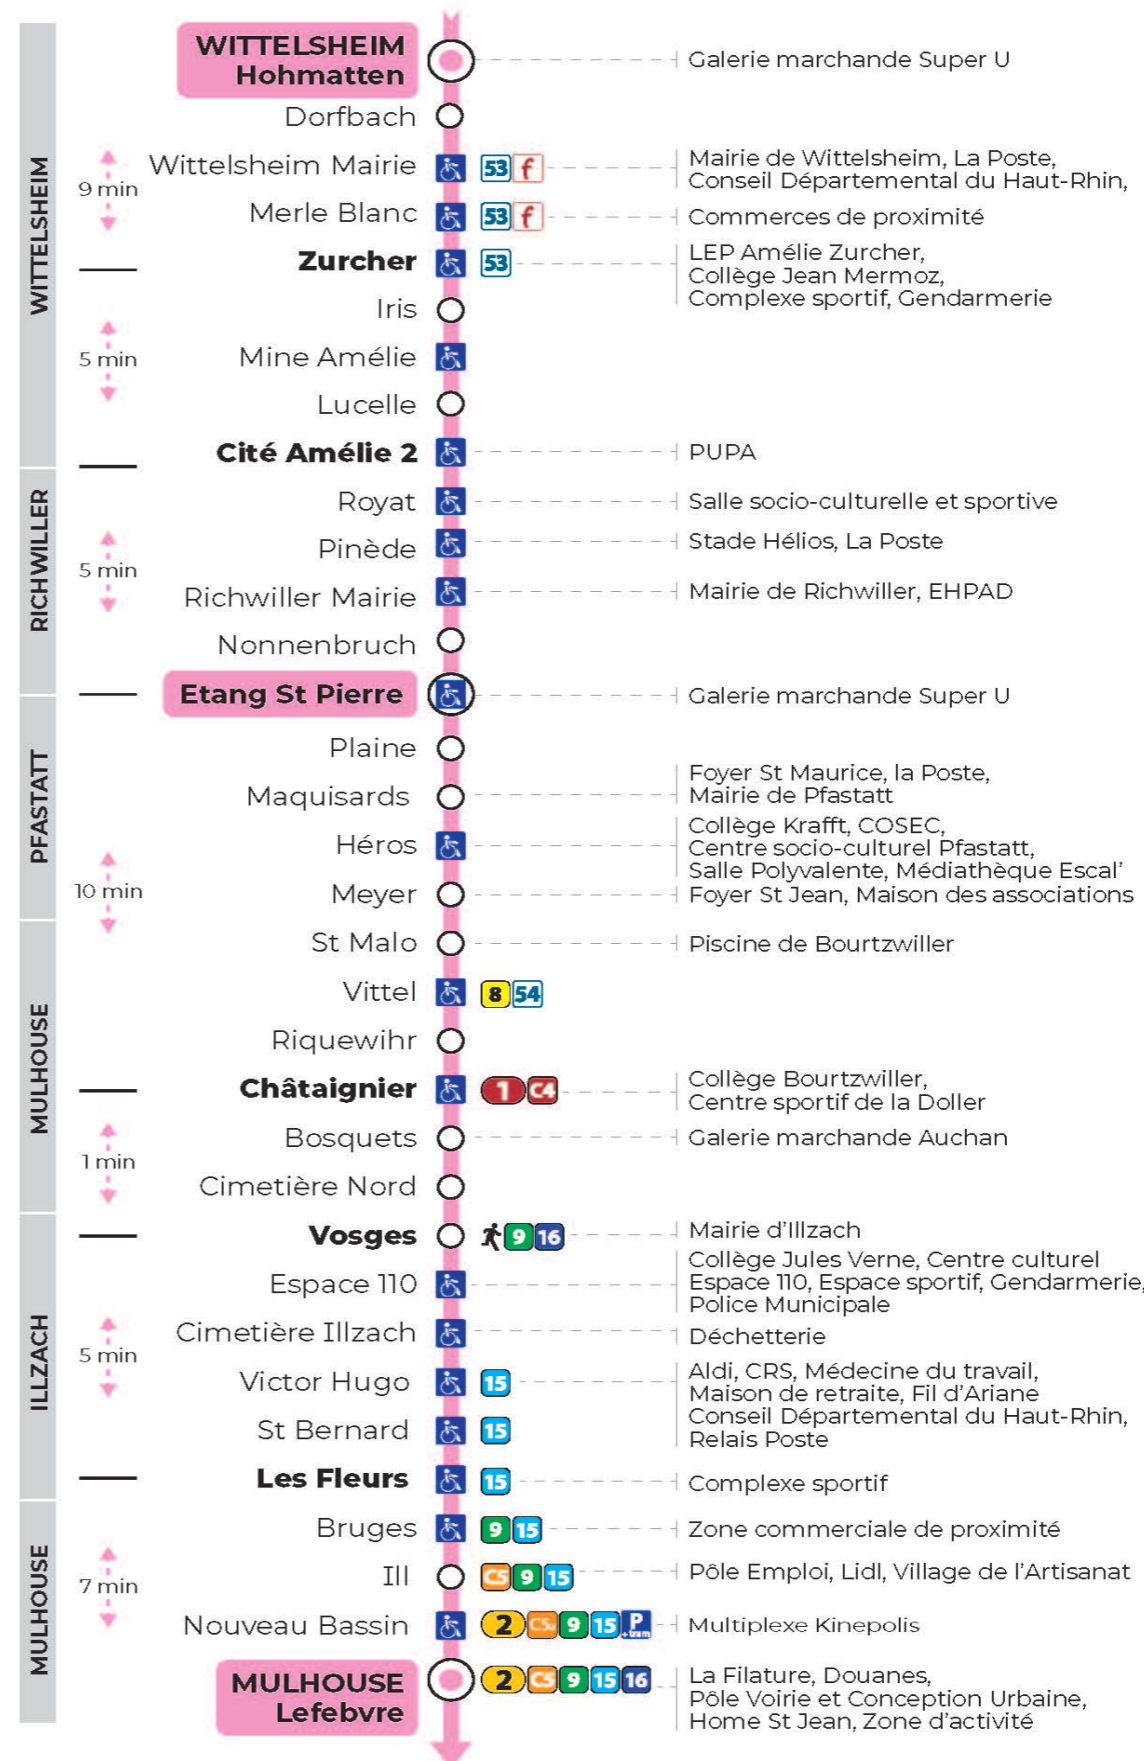 WITTELSHEIM
Hohmatten
Galerie marchande Super U
Dorfbach
WITTELSHEIM
9 min
Wittelsheim Mairie
53 f
Mairie de Wittelsheim, La Poste,
Conseil Départemental du Haut-Rhin,
Merle Blanc
53 f
Commerces de proximité
Zurcher
53
LEP Amélie Zurcher,
Collège Jean Mermoz,
Complexe sportif, Gendarmerie
Iris
5 min
Mine Amélie
Lucelle
Cité Amélie 2
PUPA
RICHWILLER
Royat
Salle socio-culturelle et sportive
5 min
Pinède
Stade Hélios, La Poste
Richwiller Mairie
Mairie de Richwiller, EHPAD
Nonnenbruch
Etang St Pierre
Galerie marchande Super U
PFASTATT
Plaine
Maquisards
Foyer St Maurice, la Poste,
Mairie de Pfastatt
Héros
Collège Krafft, COSEC,
Centre socio-culturel Pfastatt,
Salle Polyvalente, Médiathèque Escal'
10 min
Meyer
Foyer St Jean, Maison des associations
MULHOUSE
St Malo
Piscine de Bourtzwiller
Vittel
8 54
Riquewihr
Châtaignier
1 C4
Collège Bourtzwiller,
Centre sportif de la Doller
1 min
Bosquets
Galerie marchande Auchan
Cimetière Nord
ILLZACH
Vosges
9 16
Mairie d'Illzach
Espace 110
Collège Jules Verne, Centre culturel
Espace 110, Espace sportif, Gendarmerie,
Police Municipale
5 min
Cimetière Illzach
Déchetterie
Victor Hugo
15
Aldi, CRS, Médecine du travail,
Maison de retraite, Fil d'Ariane
St Bernard
15
Conseil Départemental du Haut-Rhin,
Relais Poste
Les Fleurs
15
Complexe sportif
MULHOUSE
Bruges
9 15
Zone commerciale de proximité
7 min
Ill
C5 9 15
Pôle Emploi, Lidl, Village de l'Artisanat
Nouveau Bassin
2 C5 9 15 P
+tram
Multiplexe Kinepolis
MULHOUSE
Lefebvre
2 C5 9 15 16
La Filature, Douanes,
Pôle Voirie et Conception Urbaine,
Home St Jean, Zone d'activité